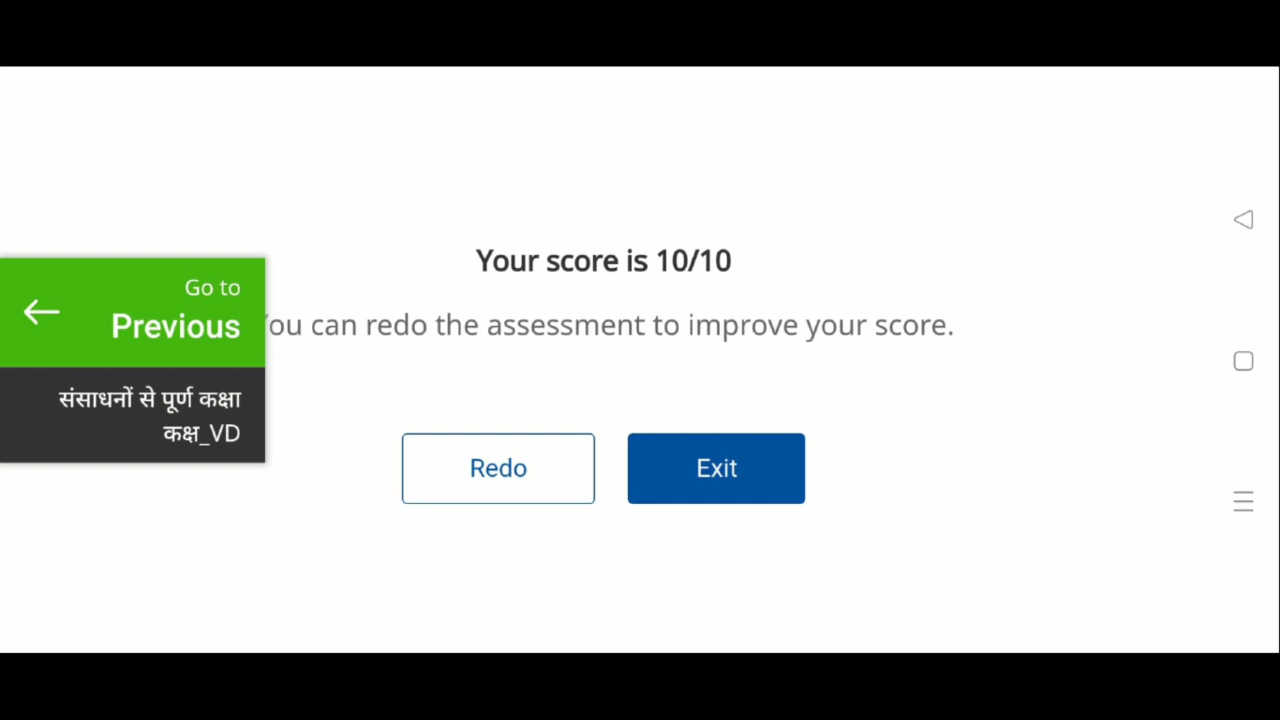 Your score is 10/10
Go to
Previous
ou can redo the assessment to improve your score.
संसाधनों से पूर्ण कक्षा
कक्ष_VD
Redo
Exit